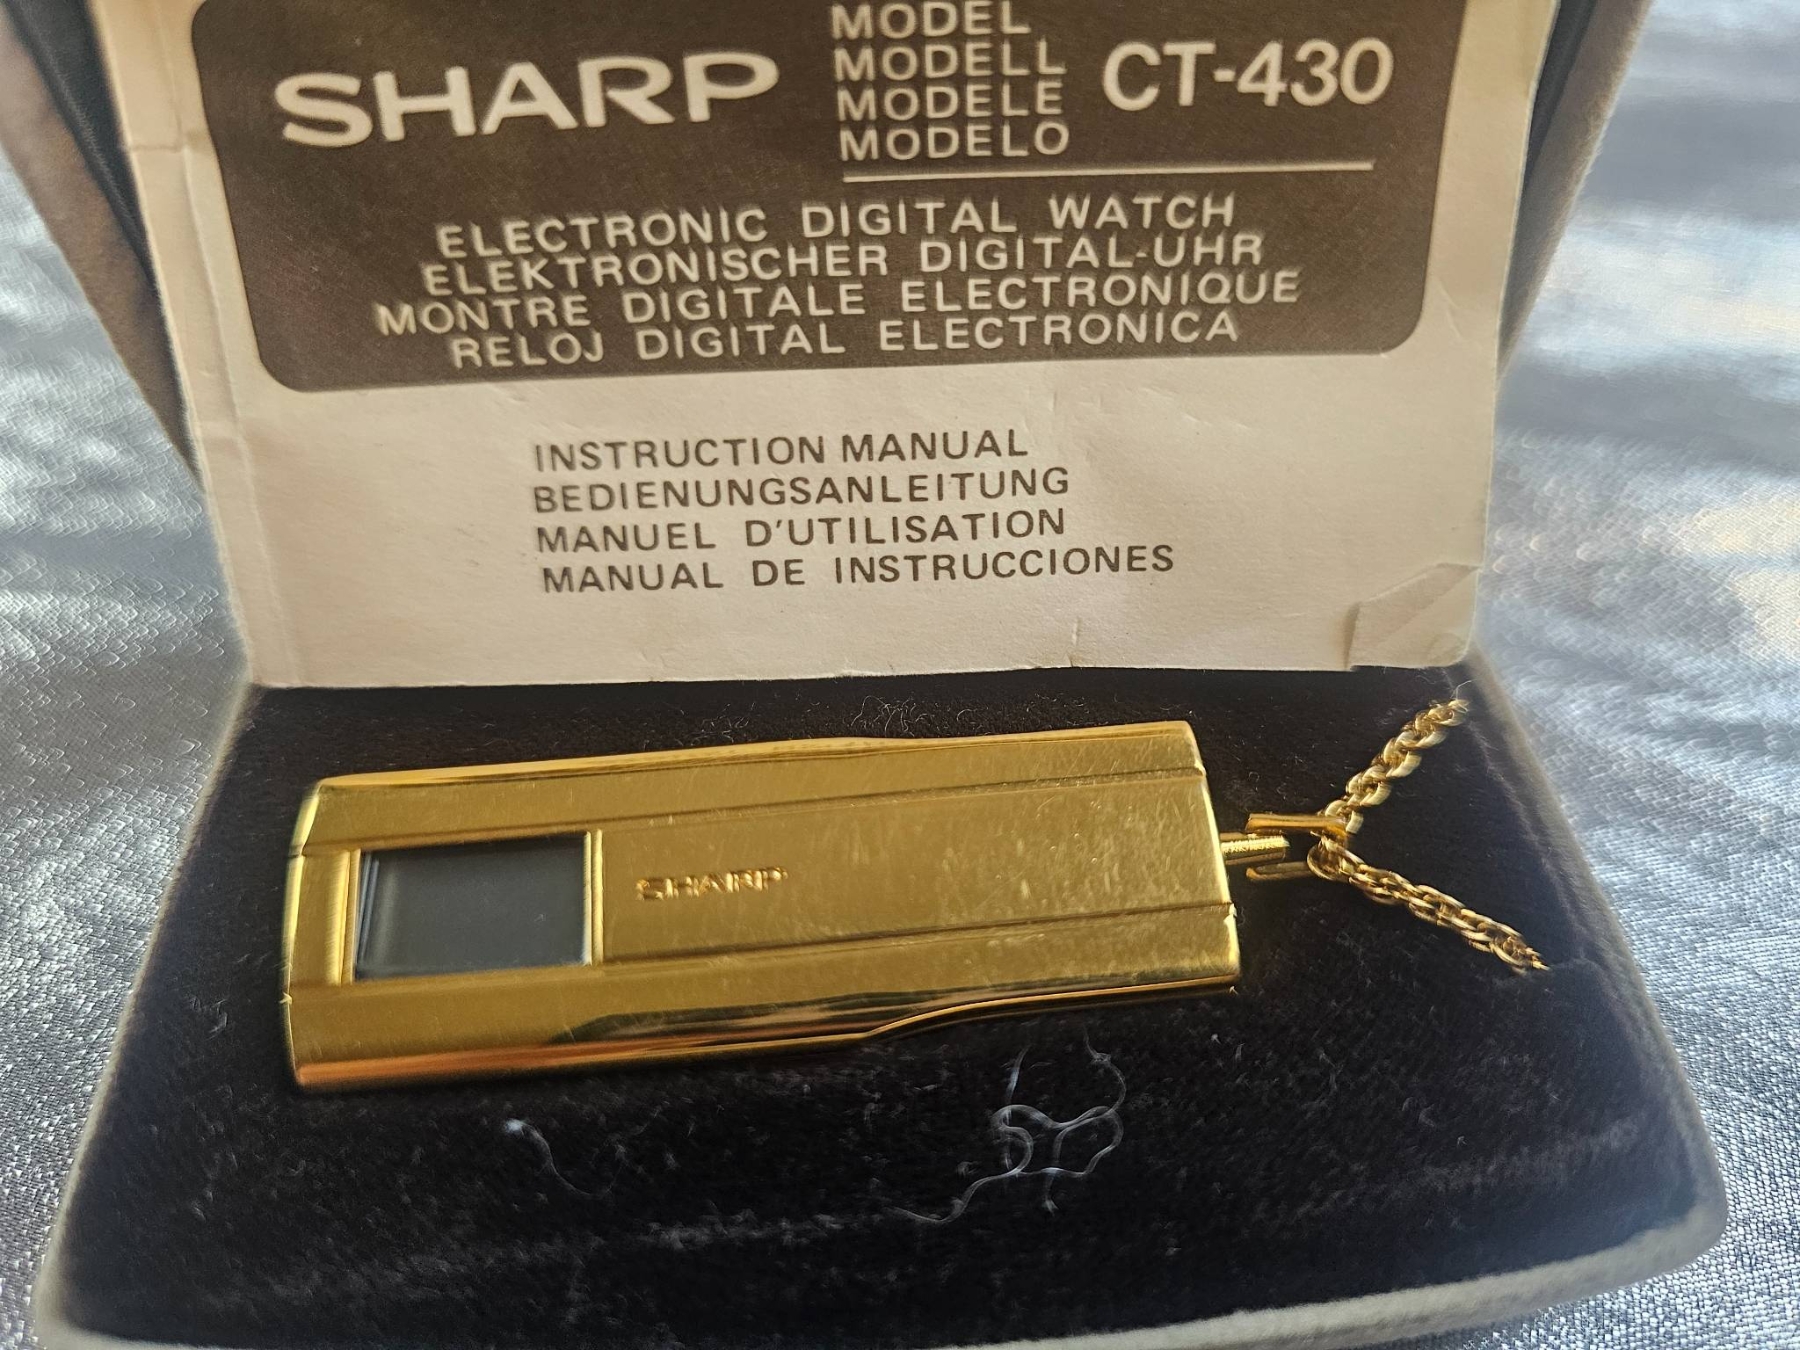 SHARP
MODEL
MODELL
MODELE
MODELO
CT-430
ELECTRONIC DIGITAL WATCH
ELEKTRONISCHER DIGITAL-UHR
MONTRE DIGITALE ELECTRONIQUE
RELOJ DIGITAL ELECTRONICA
INSTRUCTION MANUAL
BEDIENUNGSANLEITUNG
MANUEL D'UTILISATION
MANUAL DE INSTRUCCIONES
SHARP